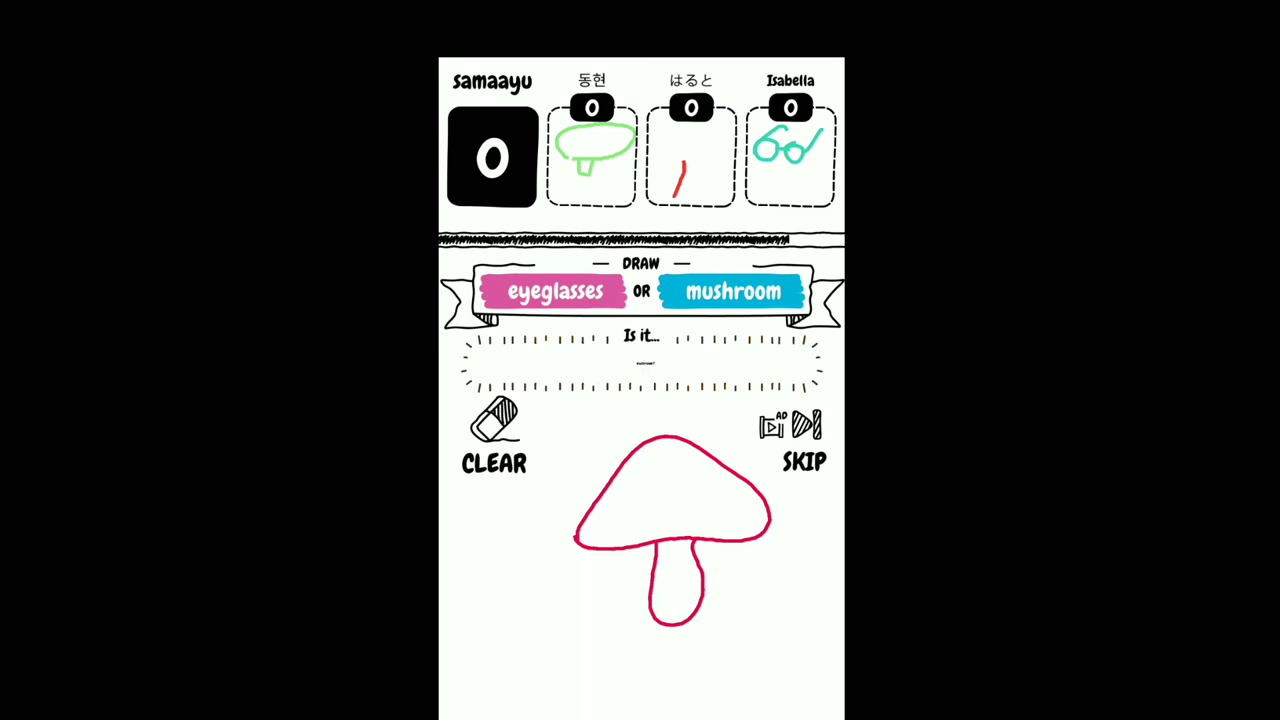 samaayu 동현 はると Isabella
0 0 0 0
DRAW
eyeglasses OR mushroom
Is it...
AD
CLEAR SKIP